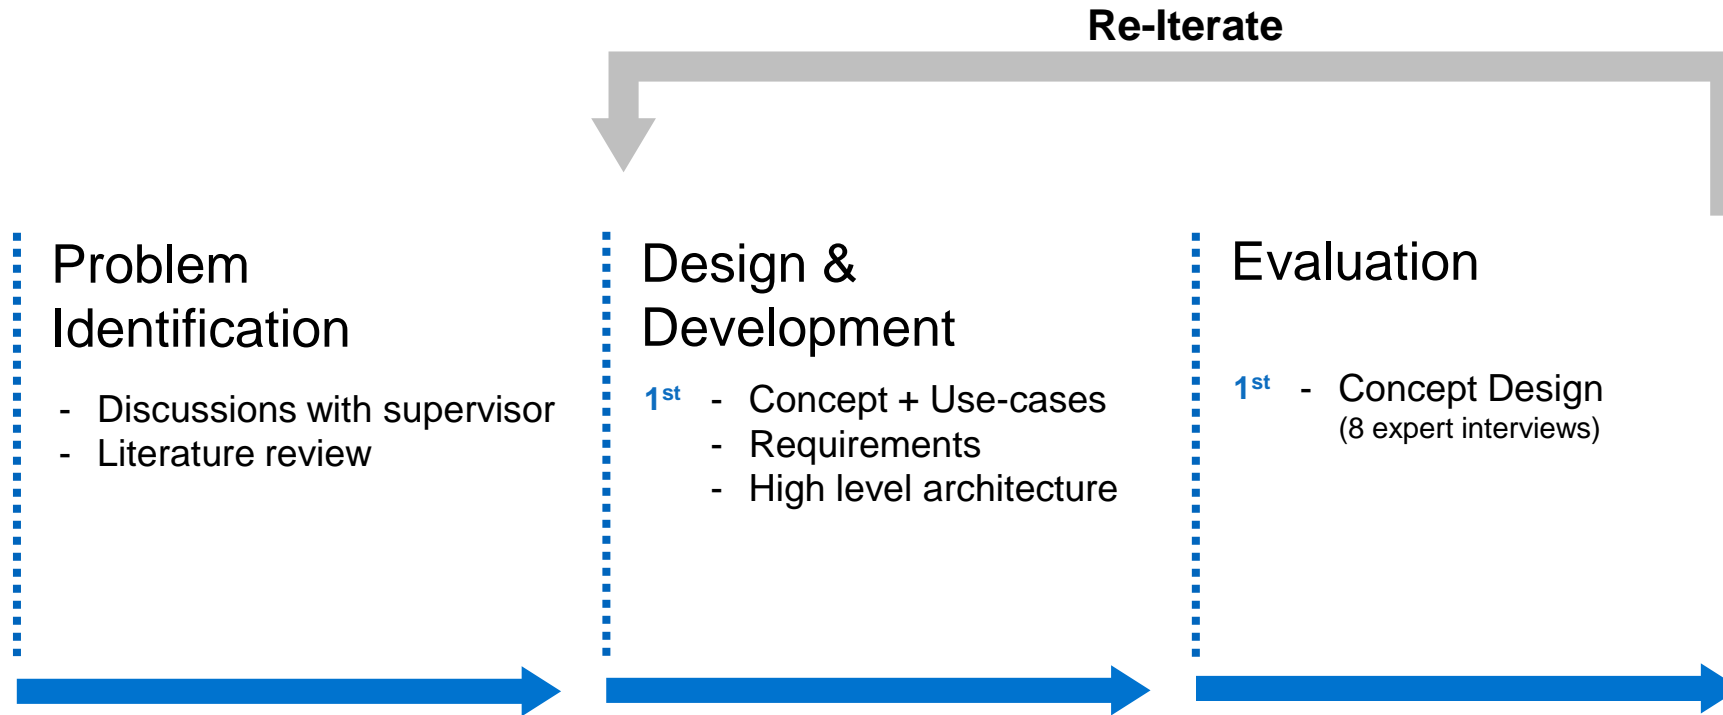 Re-Iterate
Problem
Identification
- Discussions with supervisor
- Literature review
Design &
Development
1st - Concept + Use-cases
- Requirements
- High level architecture
Evaluation
1st - Concept Design
(8 expert interviews)